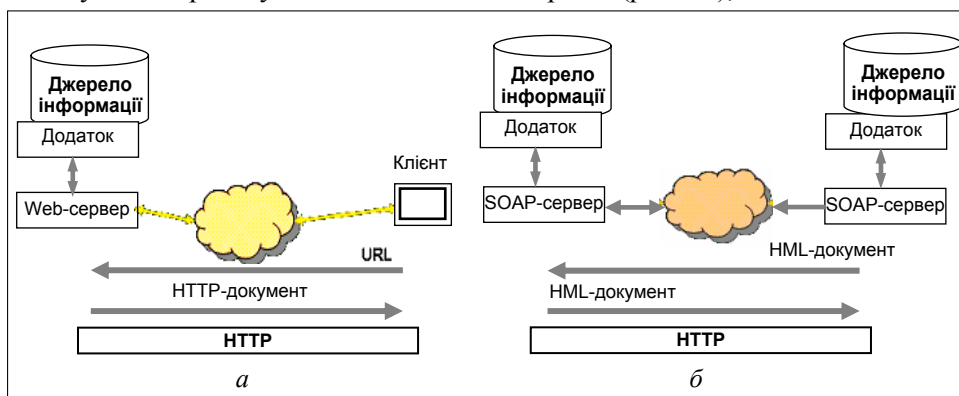 Джерело
інформації
Додаток
Web-сервер
Клієнт
URL
HTTP-документ
HTTP
а
Джерело
інформації
Додаток
SOAP-сервер
Джерело
інформації
Додаток
SOAP-сервер
HML-документ
HML-документ
HTTP
б